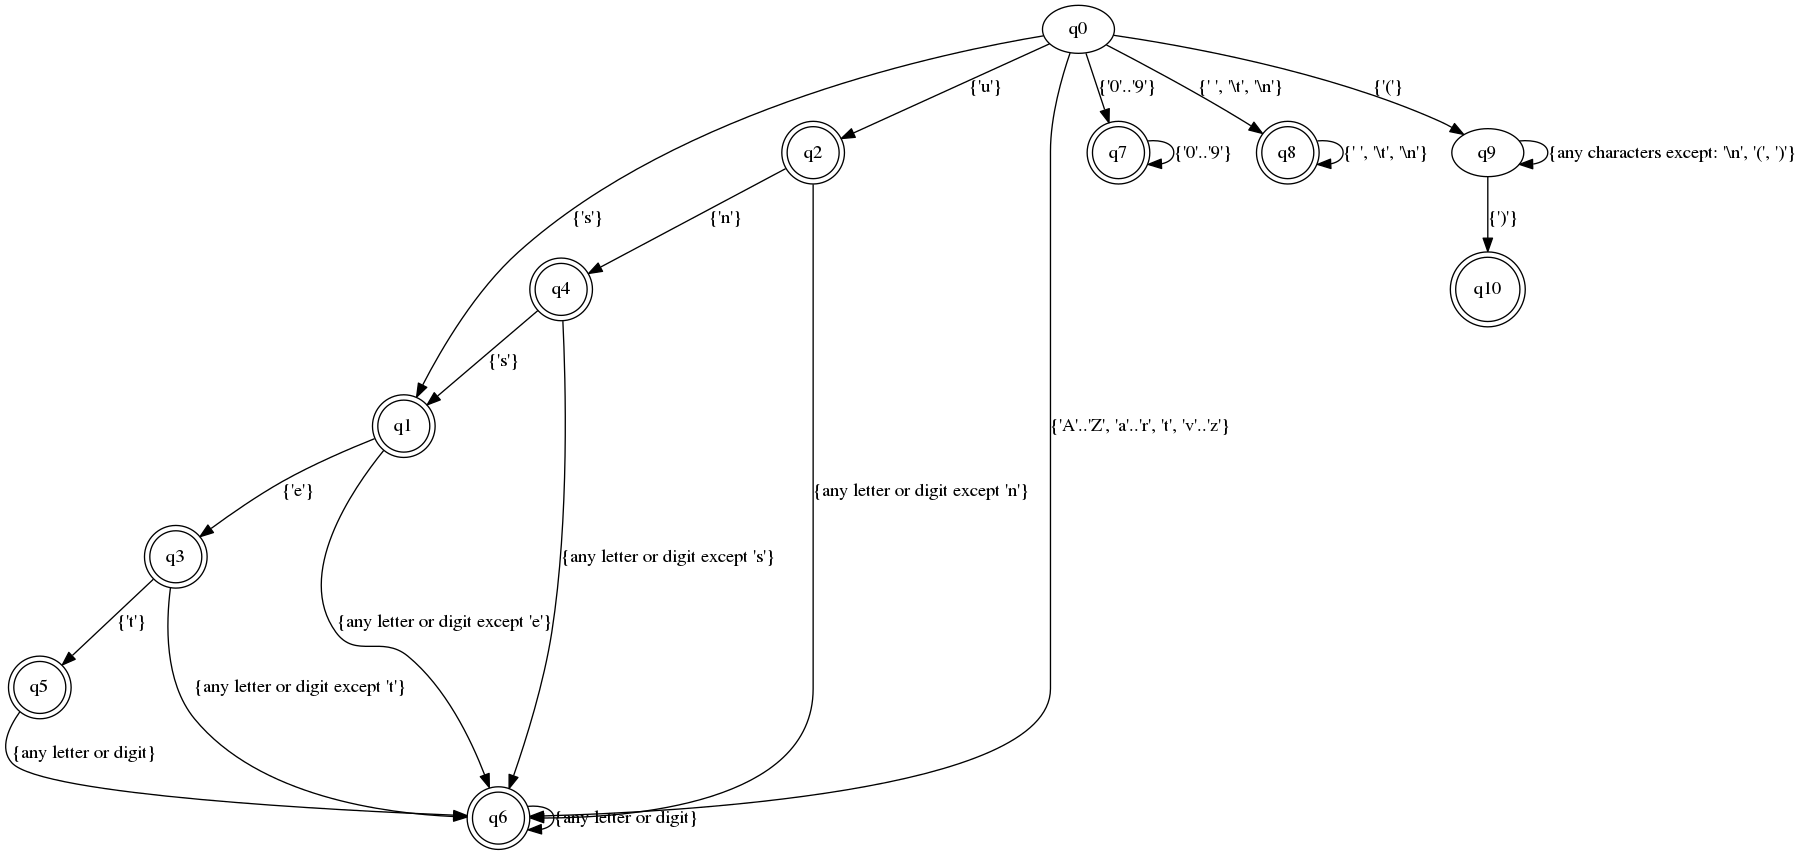 q0
{'u'}
{'0'..'9'}
{' ', '\t', '\n'}
{'('}
q2
q7
{'0'..'9'}
q8
{' ', '\t', '\n'}
q9
{any characters except: '\n', '(', ')'}
{'s'}
{'n'}
{')'}
q4
q10
{'s'}
q1
{'A'..'Z', 'a'..'r', 't', 'v'..'z'}
{'e'}
{any letter or digit except 'n'}
q3
{any letter or digit except 's'}
{'t'}
{any letter or digit except 'e'}
q5
{any letter or digit except 't'}
{any letter or digit}
q6
{any letter or digit}